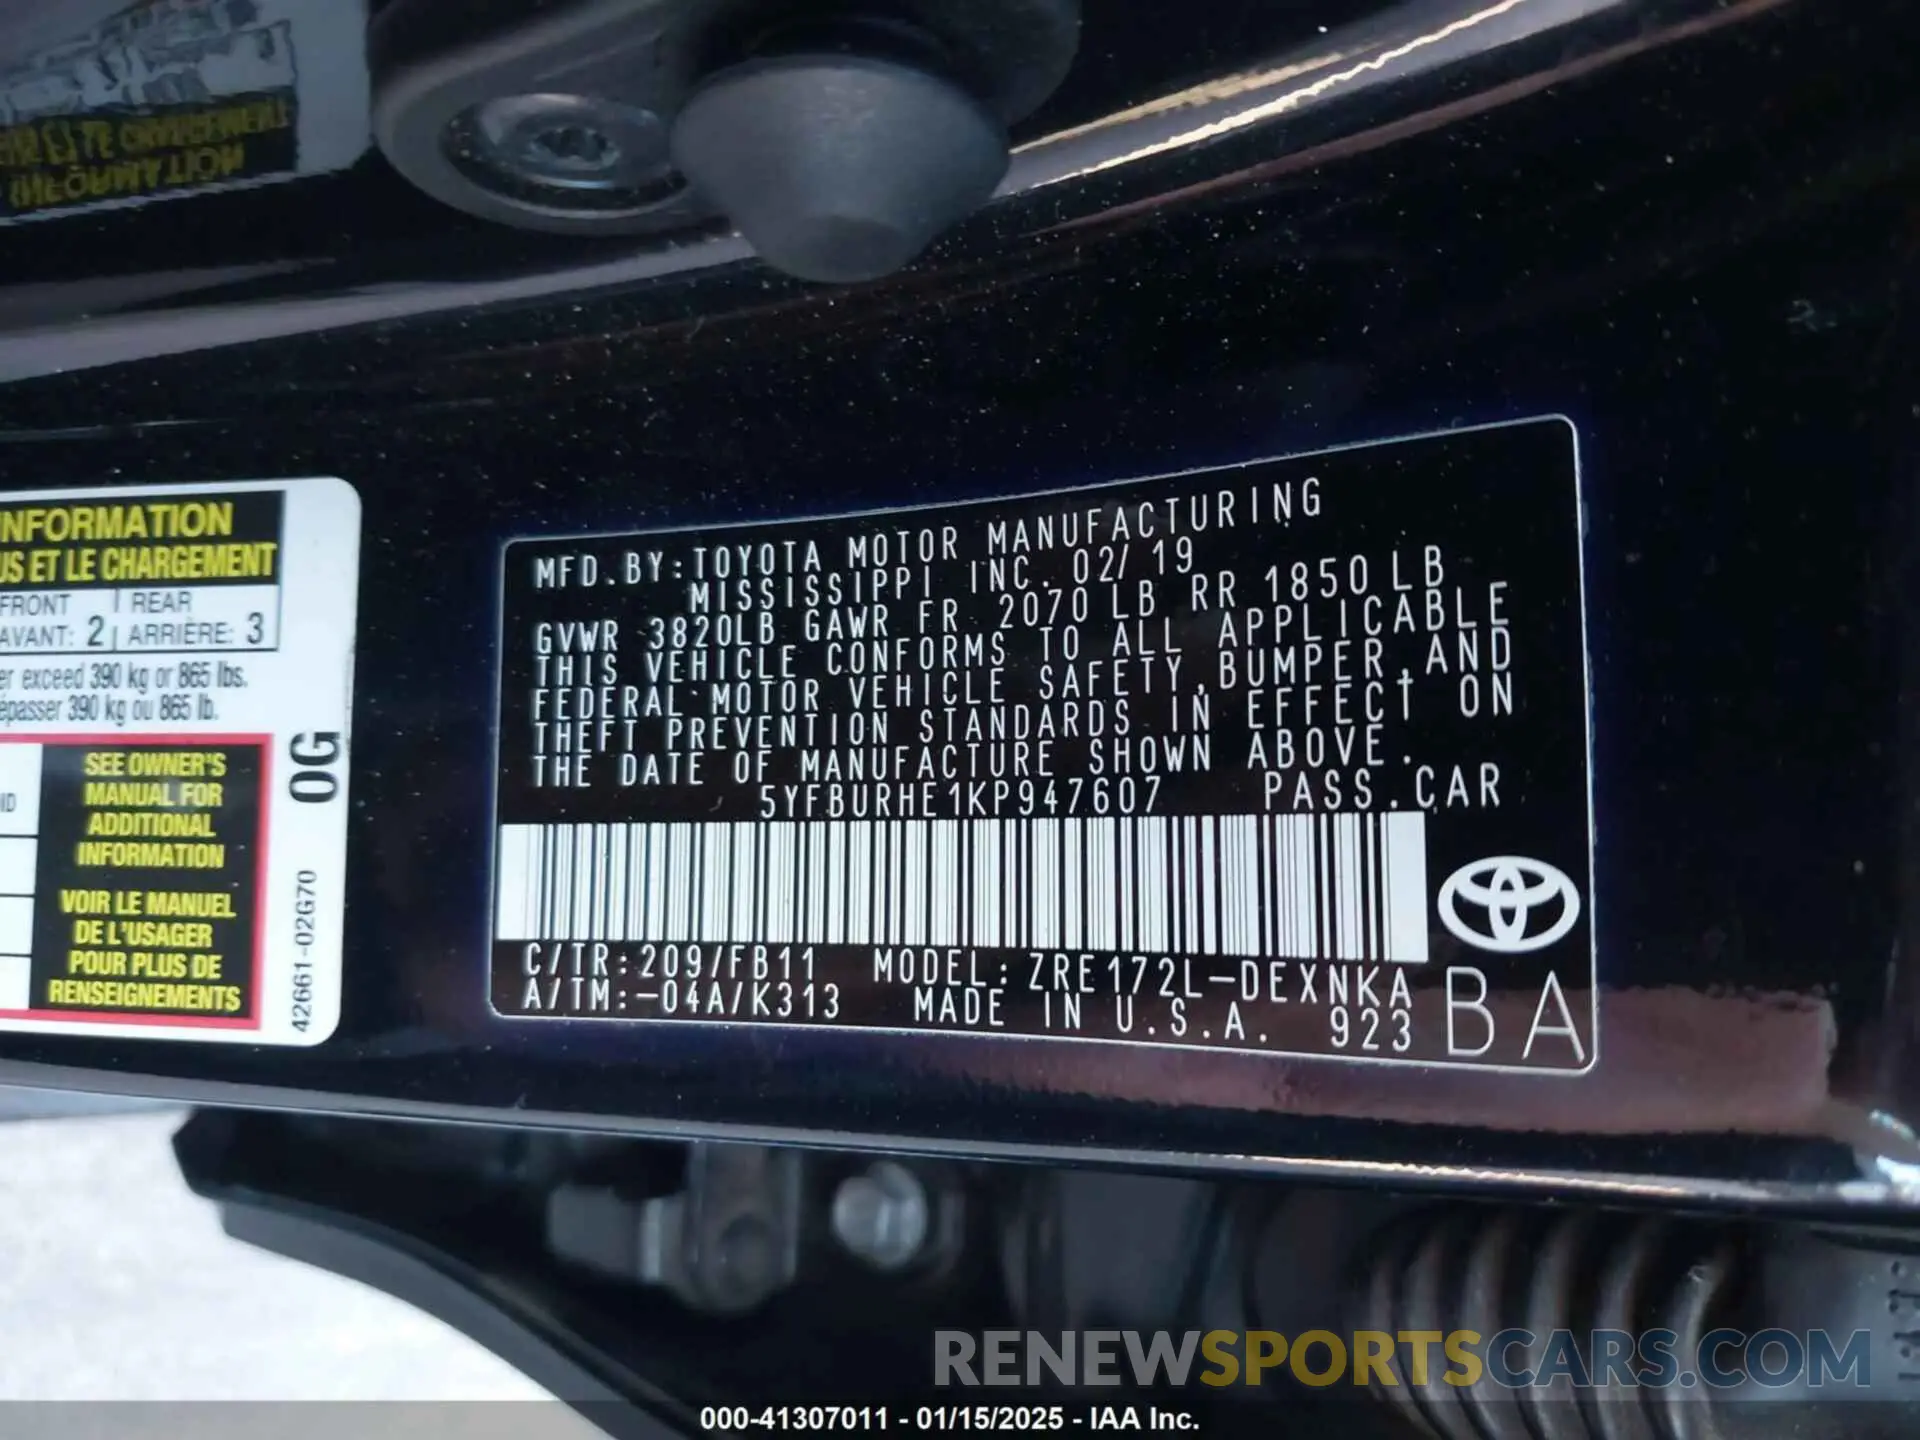 INFORMATION
US ET LE CHARGEMENT
FRONT
AVANT: 2
REAR
ARRIÈRE: 3
er exceed 390 kg or 865 lbs.
épasser 390 kg ou 865 lb.
SEE OWNER'S
MANUAL FOR
ADDITIONAL
INFORMATION
VOIR LE MANUEL
DE L'USAGER
POUR PLUS DE
RENSEIGNEMENTS
0G
42661-02G70
MFD.BY:TOYOTA MOTOR MANUFACTURING
MISSISSIPPI INC. 02/19
GVWR 3820LB GAWR FR 2070LB RR 1850LB
THIS VEHICLE CONFORMS TO ALL APPLICABLE
FEDERAL MOTOR VEHICLE SAFETY,BUMPER,AND
THEFT PREVENTION STANDARDS IN EFFECT ON
THE DATE OF MANUFACTURE SHOWN ABOVE.
5YFBURHE1KP947607 PASS.CAR
C/TR:209/FB11 MODEL:ZRE172L-DEXNKA
A/TM:-04A/K313 MADE IN U.S.A. 923
BA
RENEWSPORTSCARS.COM
000-41307011 - 01/15/2025 - IAA Inc.